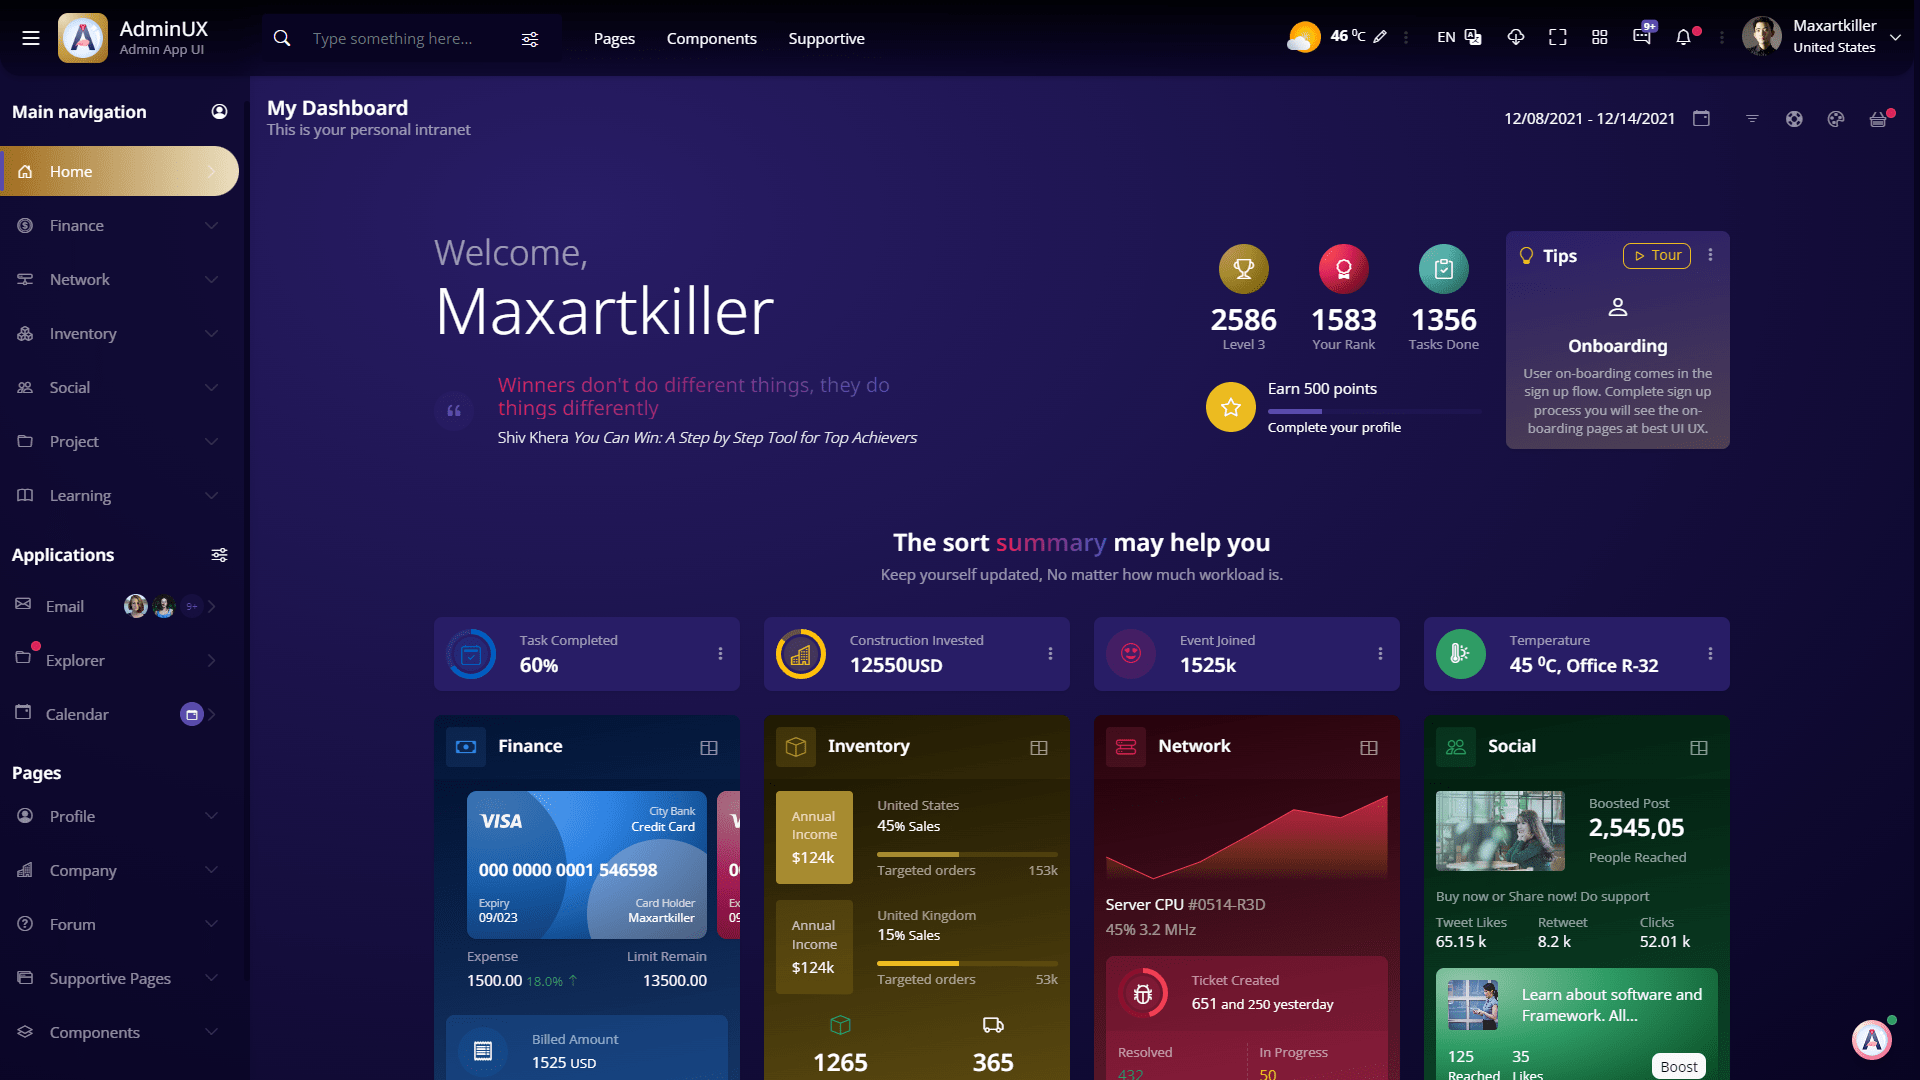 AdminUX
Admin App UI
Type something here...
Pages
Components
Supportive
46 ⁰C
EN
9+
Maxartkiller
United States
Main navigation
Home
Finance
Network
Inventory
Social
Project
Learning
Applications
Email
9+
Explorer
Calendar
Pages
Profile
Company
Forum
Supportive Pages
Components
My Dashboard
This is your personal intranet
12/08/2021 - 12/14/2021
Welcome,
Maxartkiller
Winners don't do different things, they do
things differently
“
Shiv Khera You Can Win: A Step by Step Tool for Top Achievers
2586
Level 3
1583
Your Rank
1356
Tasks Done
Earn 500 points
Complete your profile
Tips
Tour
Onboarding
User on-boarding comes in the
sign up flow. Complete sign up
process you will see the on-
boarding pages at best UI UX.
The sort summary may help you
Keep yourself updated, No matter how much workload is.
Task Completed
60%
Construction Invested
12550USD
Event Joined
1525k
Temperature
45 ⁰C, Office R-32
Finance
VISA
City Bank
Credit Card
000 0000 0001 546598
Expiry
09/023
Card Holder
Maxartkiller
Expense
1500.00 18.0% ↑
Limit Remain
13500.00
Billed Amount
1525 USD
Inventory
Annual
Income
$124k
United States
45% Sales
Targeted orders
153k
Annual
Income
$124k
United Kingdom
15% Sales
Targeted orders
53k
1265
365
Network
Server CPU #0514-R3D
45% 3.2 MHz
Ticket Created
651 and 250 yesterday
Resolved
432
In Progress
50
Social
Boosted Post
2,545,05
People Reached
Buy now or Share now! Do support
Tweet Likes
65.15 k
Retweet
8.2 k
Clicks
52.01 k
Learn about software and
Framework. All...
125
Reached
35
Likes
Boost